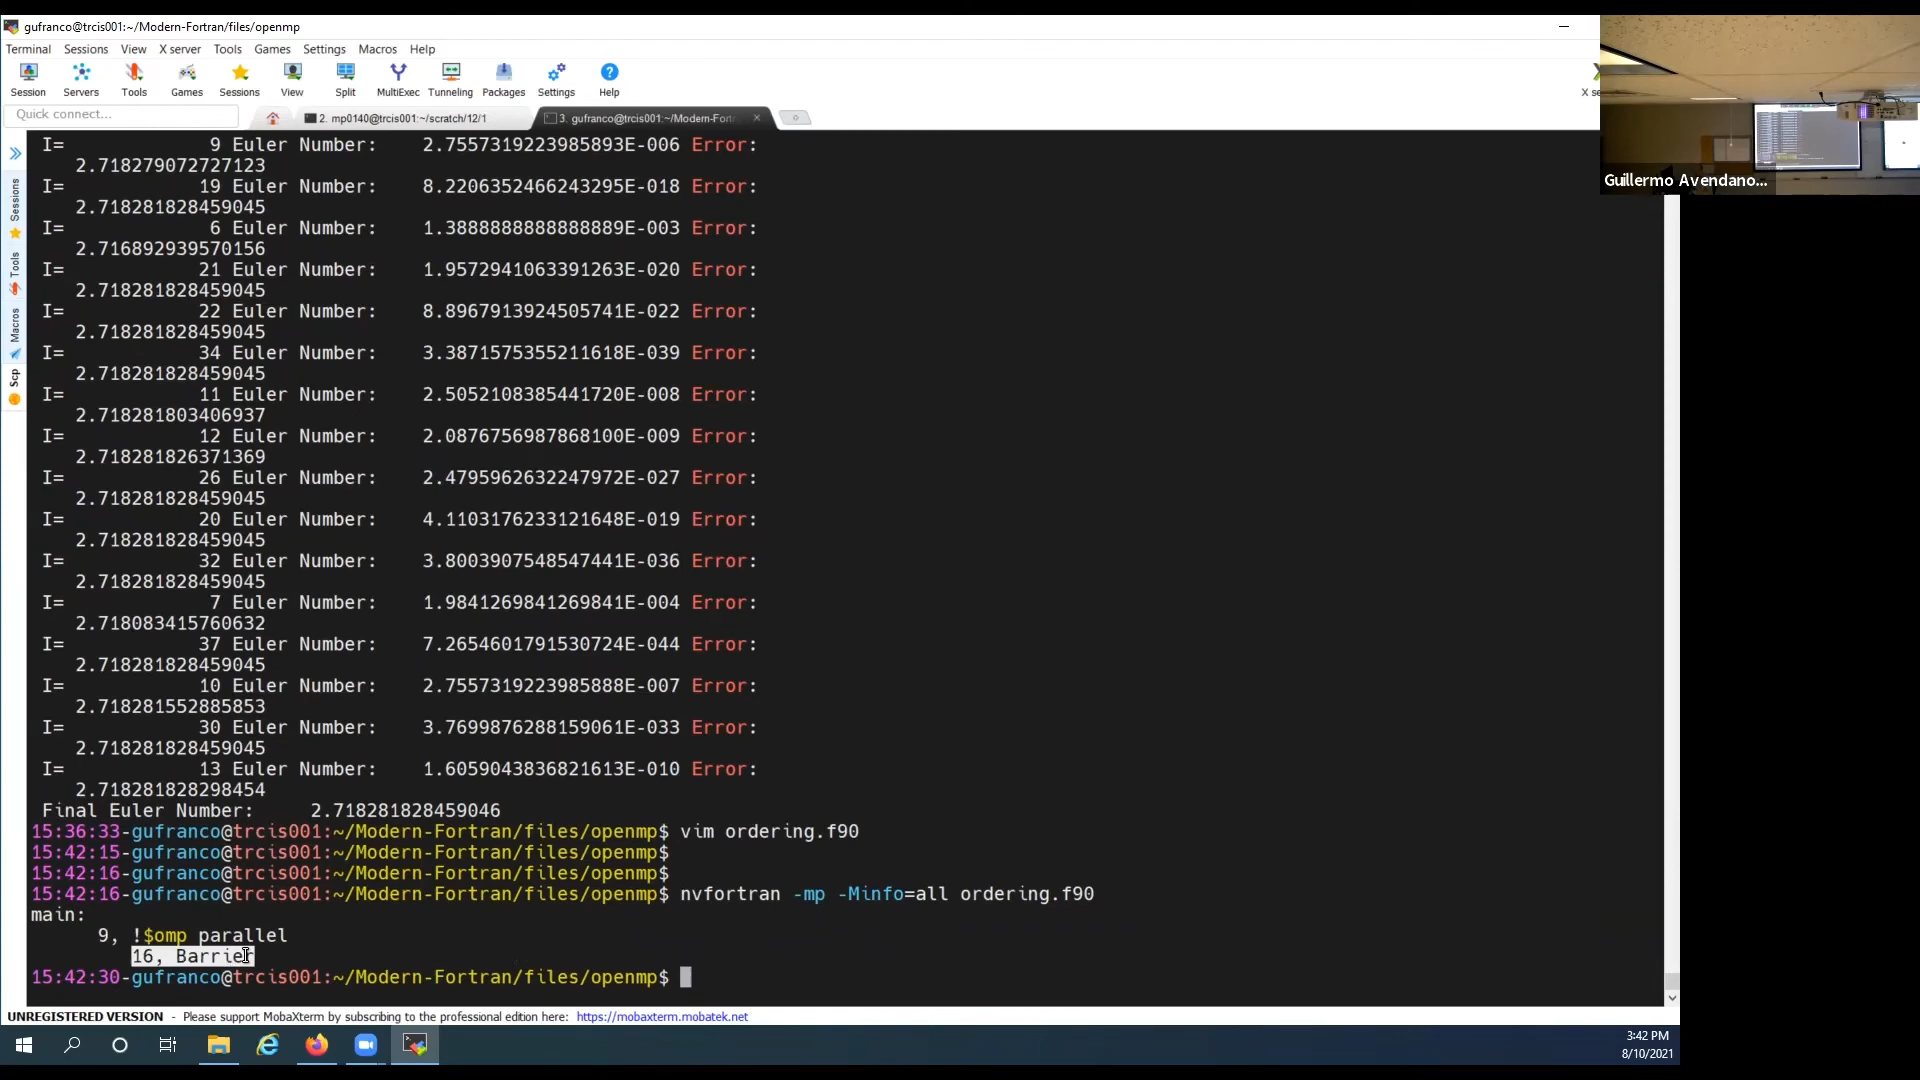 gufranco@trcis001:~/Modern-Fortran/files/openmp
Terminal Sessions View X server Tools Games Settings Macros Help
Session Servers Tools Games Sessions View Split MultiExec Tunneling Packages Settings Help
X se
Quick connect...
2. mp0140@trcis001:~/scratch/12/1
3. gufranco@trcis001:~/Modern-Fort
Guillermo Avendano...
Sessions
Tools
Macros
Scp
I= 9 Euler Number: 2.7557319223985893E-006 Error:
2.718279072727123
I= 19 Euler Number: 8.2206352466243295E-018 Error:
2.718281828459045
I= 6 Euler Number: 1.3888888888888889E-003 Error:
2.716892939570156
I= 21 Euler Number: 1.9572941063391263E-020 Error:
2.718281828459045
I= 22 Euler Number: 8.8967913924505741E-022 Error:
2.718281828459045
I= 34 Euler Number: 3.3871575355211618E-039 Error:
2.718281828459045
I= 11 Euler Number: 2.5052108385441720E-008 Error:
2.718281803406937
I= 12 Euler Number: 2.0876756987868100E-009 Error:
2.718281826371369
I= 26 Euler Number: 2.4795962632247972E-027 Error:
2.718281828459045
I= 20 Euler Number: 4.1103176233121648E-019 Error:
2.718281828459045
I= 32 Euler Number: 3.8003907548547441E-036 Error:
2.718281828459045
I= 7 Euler Number: 1.9841269841269841E-004 Error:
2.718083415760632
I= 37 Euler Number: 7.2654601791530724E-044 Error:
2.718281828459045
I= 10 Euler Number: 2.7557319223985888E-007 Error:
2.718281552885853
I= 30 Euler Number: 3.7699876288159061E-033 Error:
2.718281828459045
I= 13 Euler Number: 1.6059043836821613E-010 Error:
2.718281828298454
Final Euler Number: 2.718281828459046
15:36:33-gufranco@trcis001:~/Modern-Fortran/files/openmp$ vim ordering.f90
15:42:15-gufranco@trcis001:~/Modern-Fortran/files/openmp$
15:42:16-gufranco@trcis001:~/Modern-Fortran/files/openmp$
15:42:16-gufranco@trcis001:~/Modern-Fortran/files/openmp$ nvfortran -mp -Minfo=all ordering.f90
main:
9, !$omp parallel
16, Barrier
15:42:30-gufranco@trcis001:~/Modern-Fortran/files/openmp$
UNREGISTERED VERSION - Please support MobaXterm by subscribing to the professional edition here: https://mobaxterm.mobatek.net
3:42 PM
8/10/2021